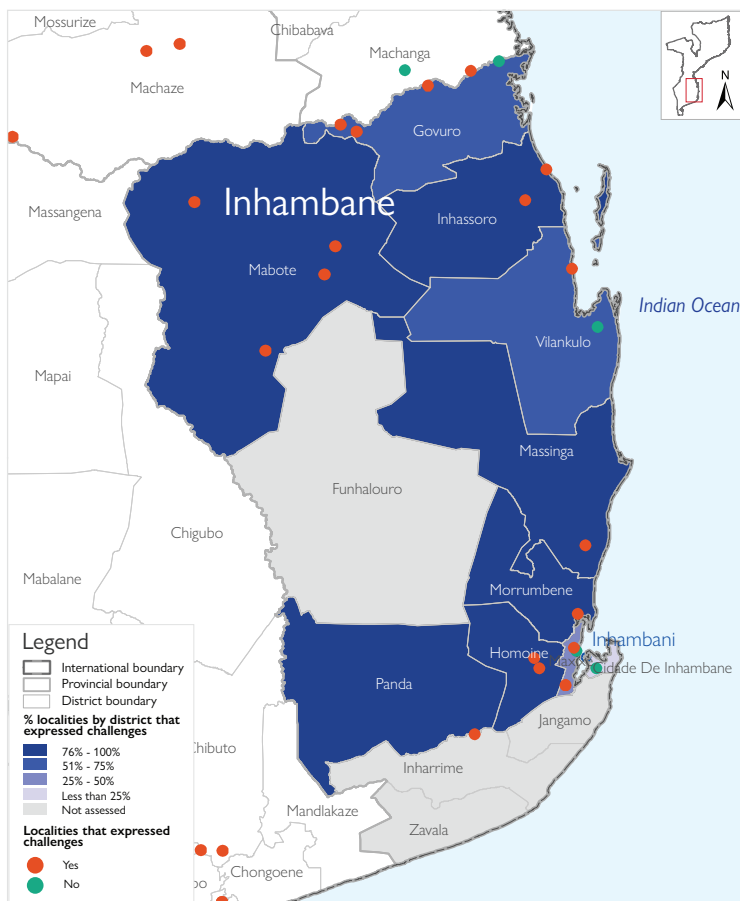 Mossurize
Chibabava
Machanga
Machaze
N
Govuro
Massangena
Inhambane
Inhassoro
Mabote
Indian Ocean
Vilankulo
Mapai
Massinga
Funhalouro
Chigubo
Mabalane
Morrumbene
Legend
International boundary
Provincial boundary
District boundary
% localities by district that
expressed challenges
76% - 100%
51% - 75%
25% - 50%
Less than 25%
Not assessed
Localities that expressed
challenges
Yes
No
Inhambani
Homoine
Cidade De Inhambane
Panda
Jangamo
Chibuto
Inharrime
Mandlakaze
Zavala
Chongoene